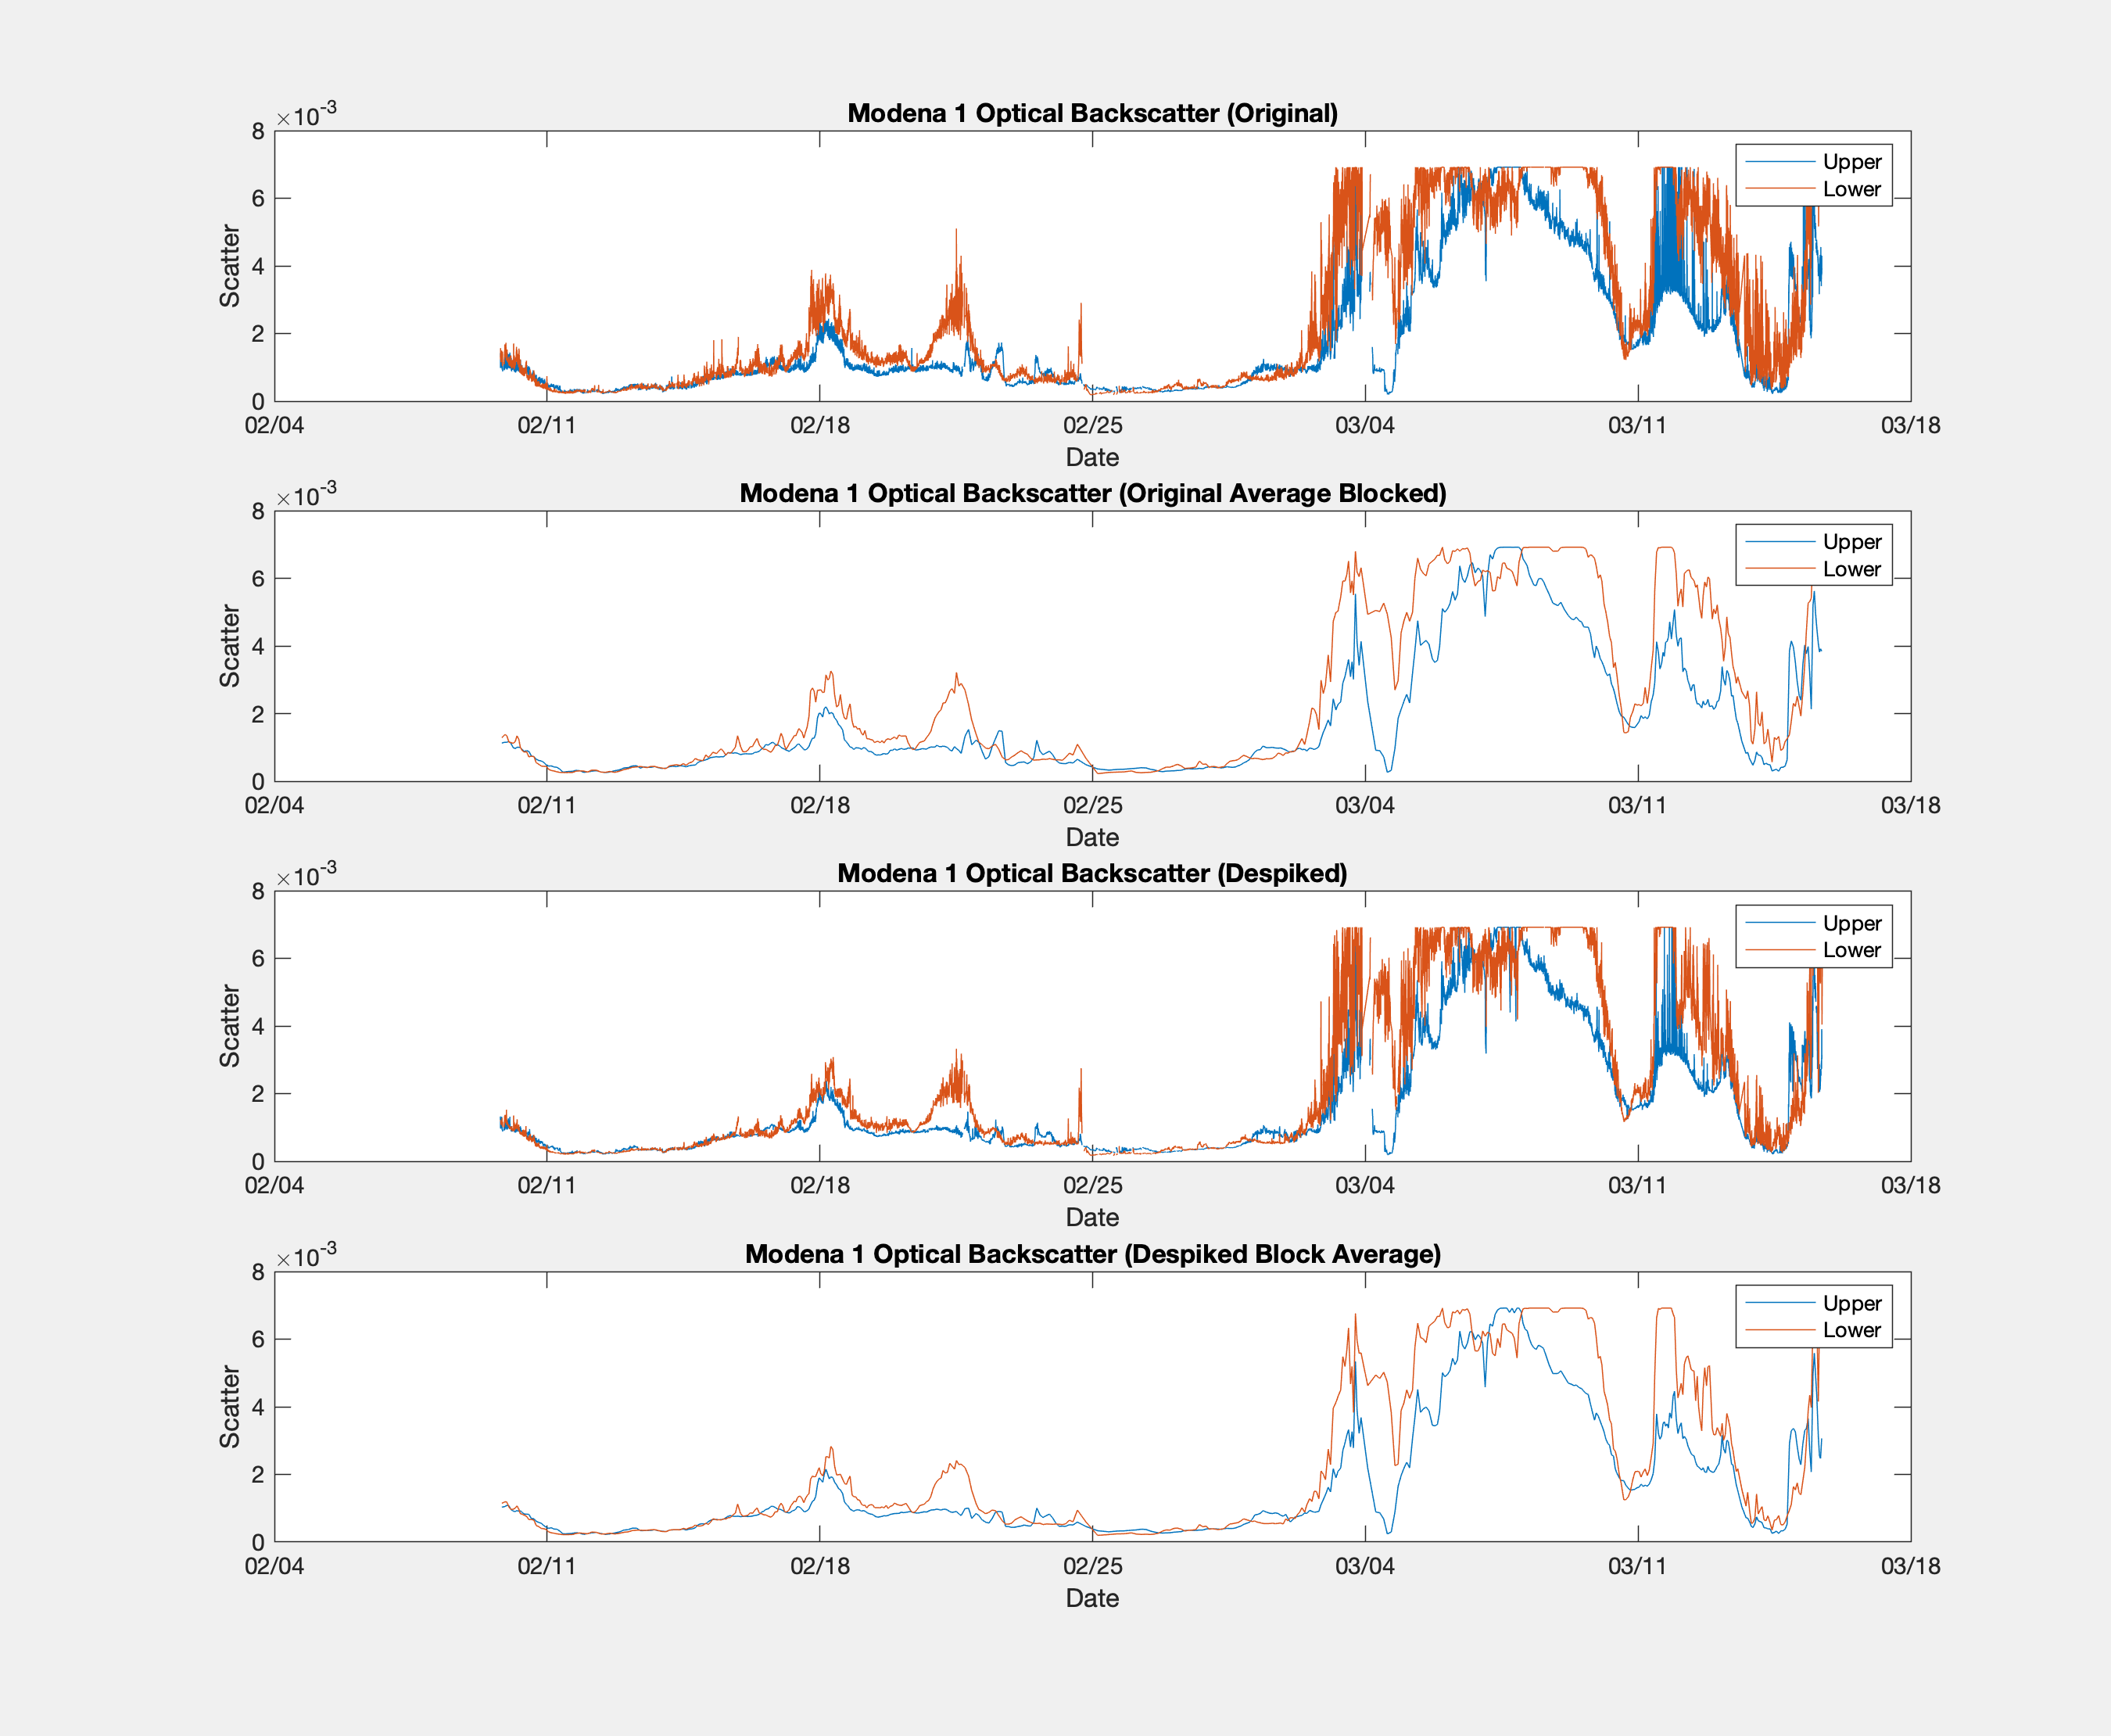 Modena 1 Optical Backscatter (Original)
×10-3
8
6
4
2
0
Scatter
Upper
Lower
02/04 02/11 02/18 02/25 03/04 03/11 03/18
Date
Modena 1 Optical Backscatter (Original Average Blocked)
×10-3
8
6
4
2
0
Scatter
Upper
Lower
02/04 02/11 02/18 02/25 03/04 03/11 03/18
Date
Modena 1 Optical Backscatter (Despiked)
×10-3
8
6
4
2
0
Scatter
Upper
Lower
02/04 02/11 02/18 02/25 03/04 03/11 03/18
Date
Modena 1 Optical Backscatter (Despiked Block Average)
×10-3
8
6
4
2
0
Scatter
Upper
Lower
02/04 02/11 02/18 02/25 03/04 03/11 03/18
Date